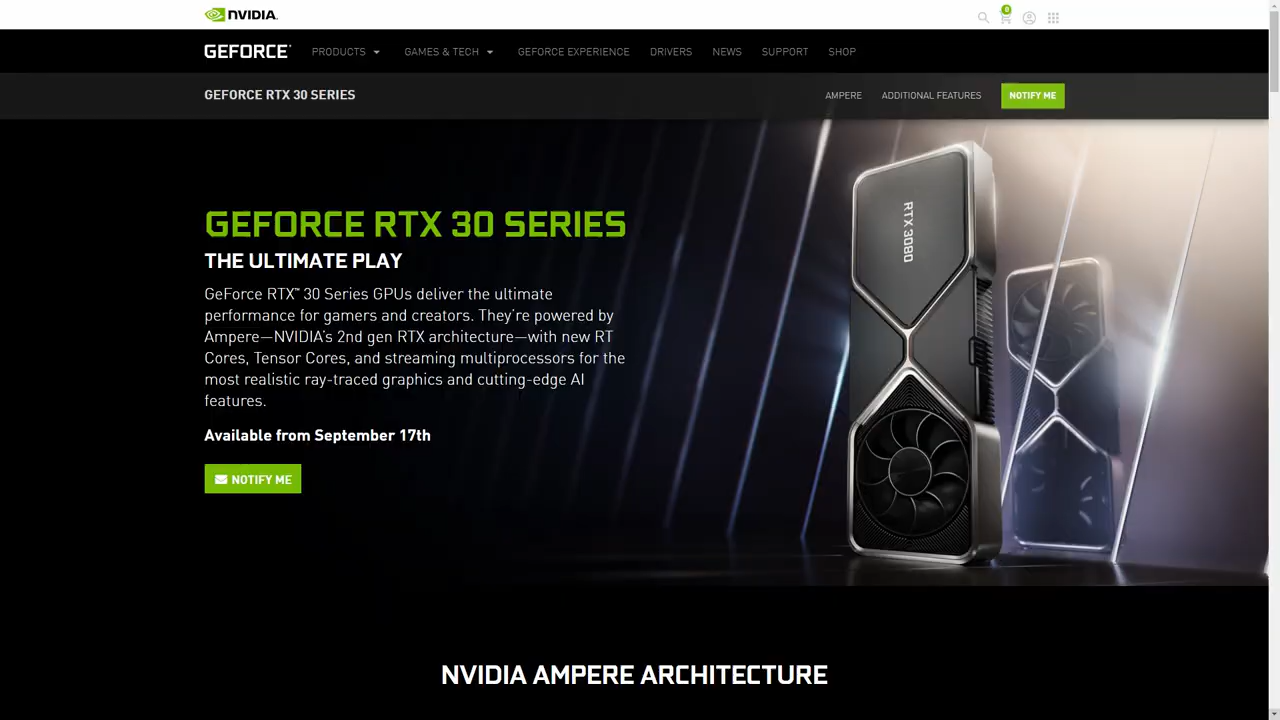 NVIDIA.
0
GEFORCE
PRODUCTS
GAMES & TECH
GEFORCE EXPERIENCE
DRIVERS
NEWS
SUPPORT
SHOP
GEFORCE RTX 30 SERIES
AMPERE
ADDITIONAL FEATURES
NOTIFY ME
GEFORCE RTX 30 SERIES
THE ULTIMATE PLAY
GeForce RTX™ 30 Series GPUs deliver the ultimate
performance for gamers and creators. They’re powered by
Ampere—NVIDIA’s 2nd gen RTX architecture—with new RT
Cores, Tensor Cores, and streaming multiprocessors for the
most realistic ray-traced graphics and cutting-edge AI
features.
Available from September 17th
NOTIFY ME
RTX 3080
NVIDIA AMPERE ARCHITECTURE